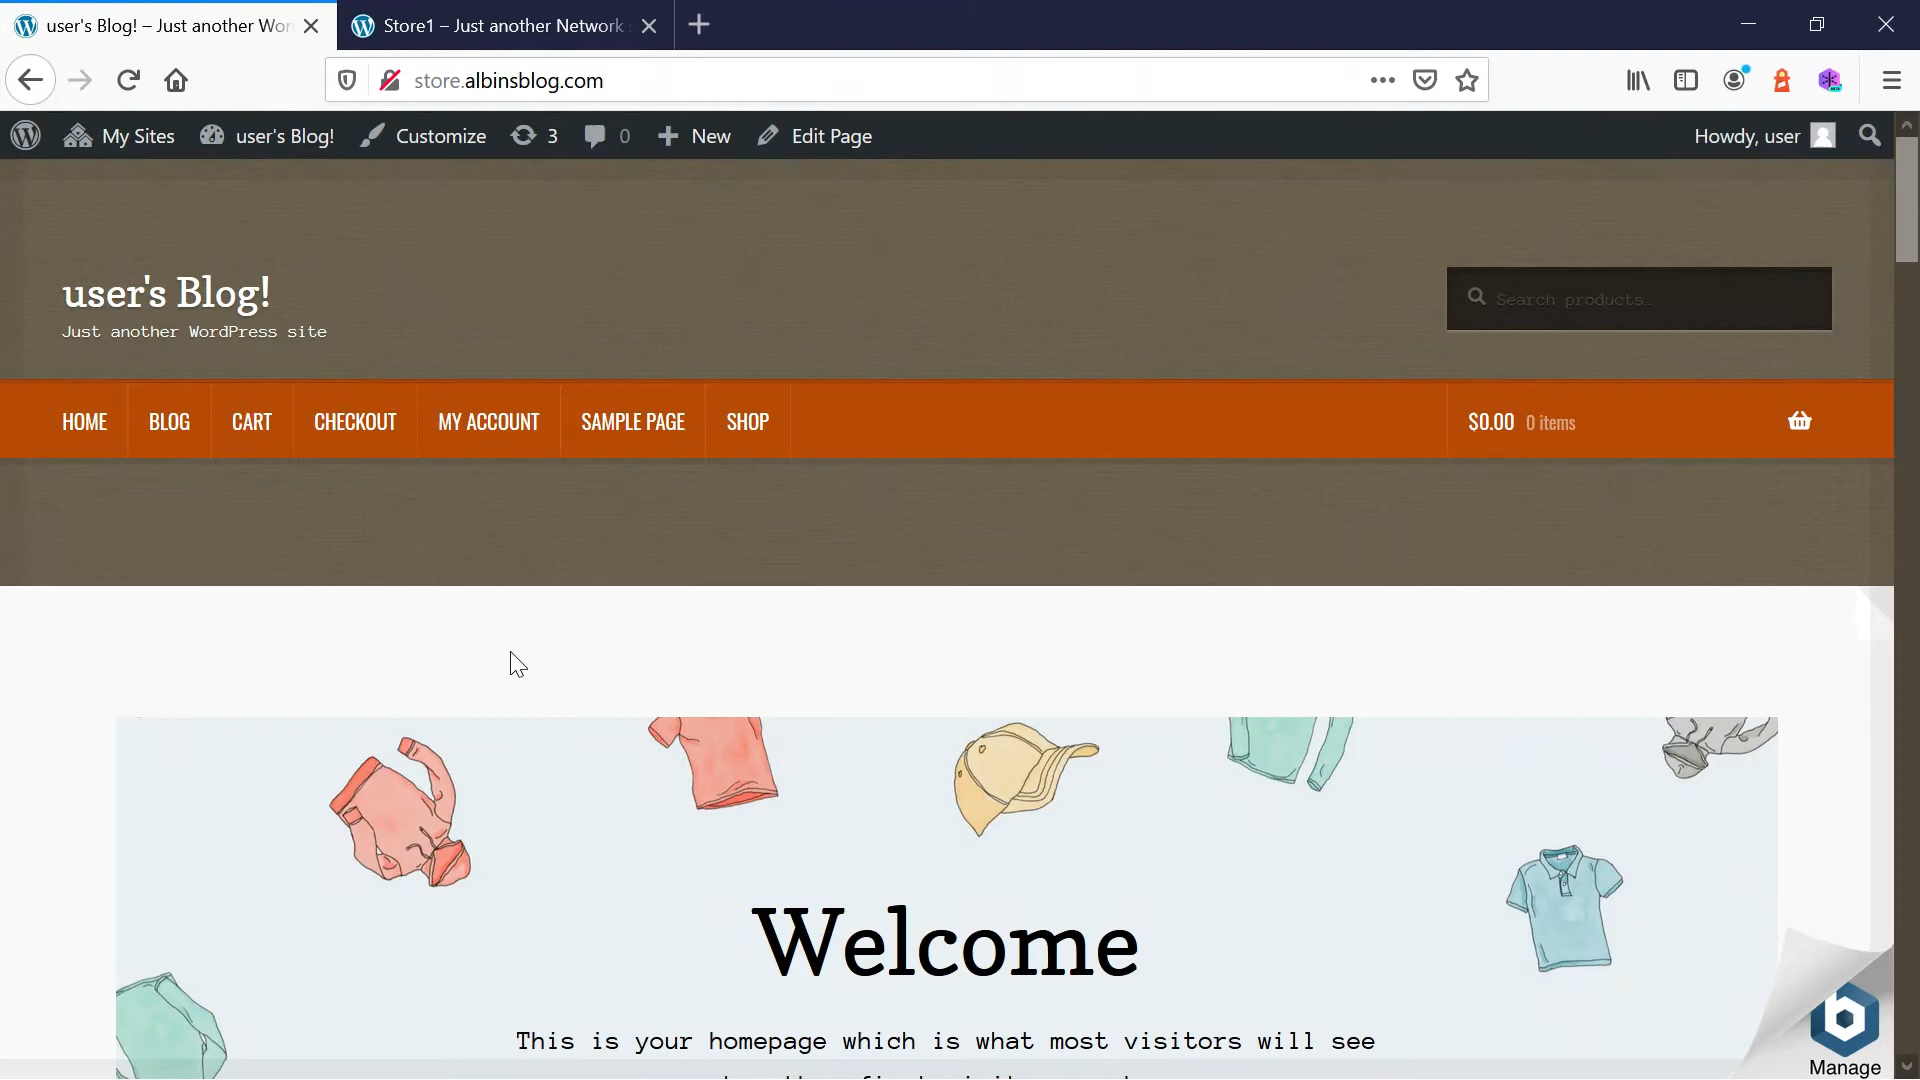 user's Blog! – Just another Wor
Store1 – Just another Network
store.albinsblog.com
My Sites
user's Blog!
Customize
3
0
New
Edit Page
Howdy, user
user's Blog!
Just another WordPress site
Search products…
HOME
BLOG
CART
CHECKOUT
MY ACCOUNT
SAMPLE PAGE
SHOP
$0.00 0 items
Welcome
This is your homepage which is what most visitors will see
Manage